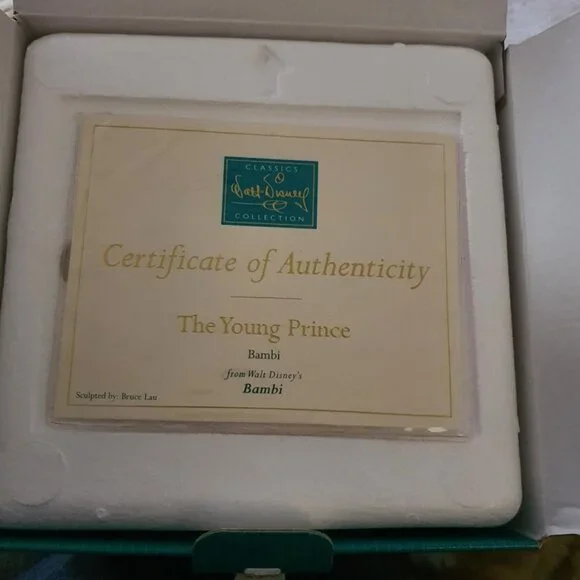 CLASSICS
Walt Disney
COLLECTION
Certificate of Authenticity
The Young Prince
Bambi
from Walt Disney's
Bambi
Sculpted by: Bruce Lau